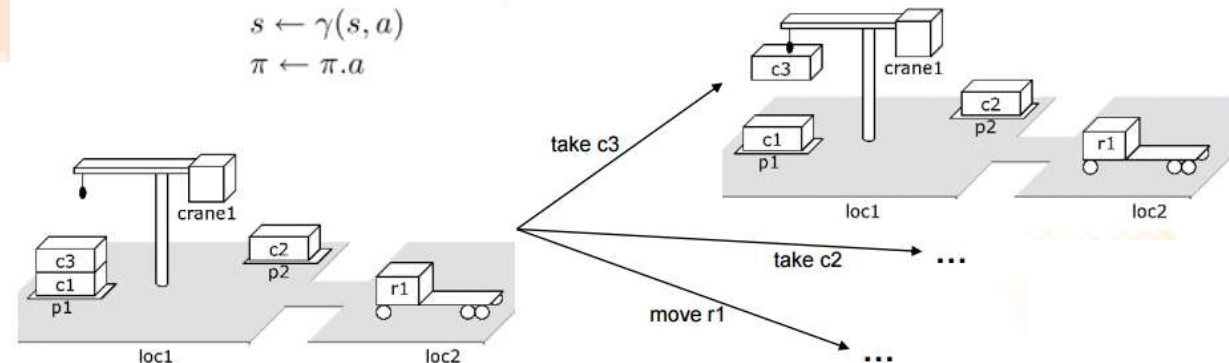 s ← γ(s, a)
π ← π.a
c3
crane1
c1
p1
c2
p2
r1
loc1
loc2
take c3
take c2
...
move r1
...
crane1
c3
c1
p1
c2
p2
r1
loc1
loc2